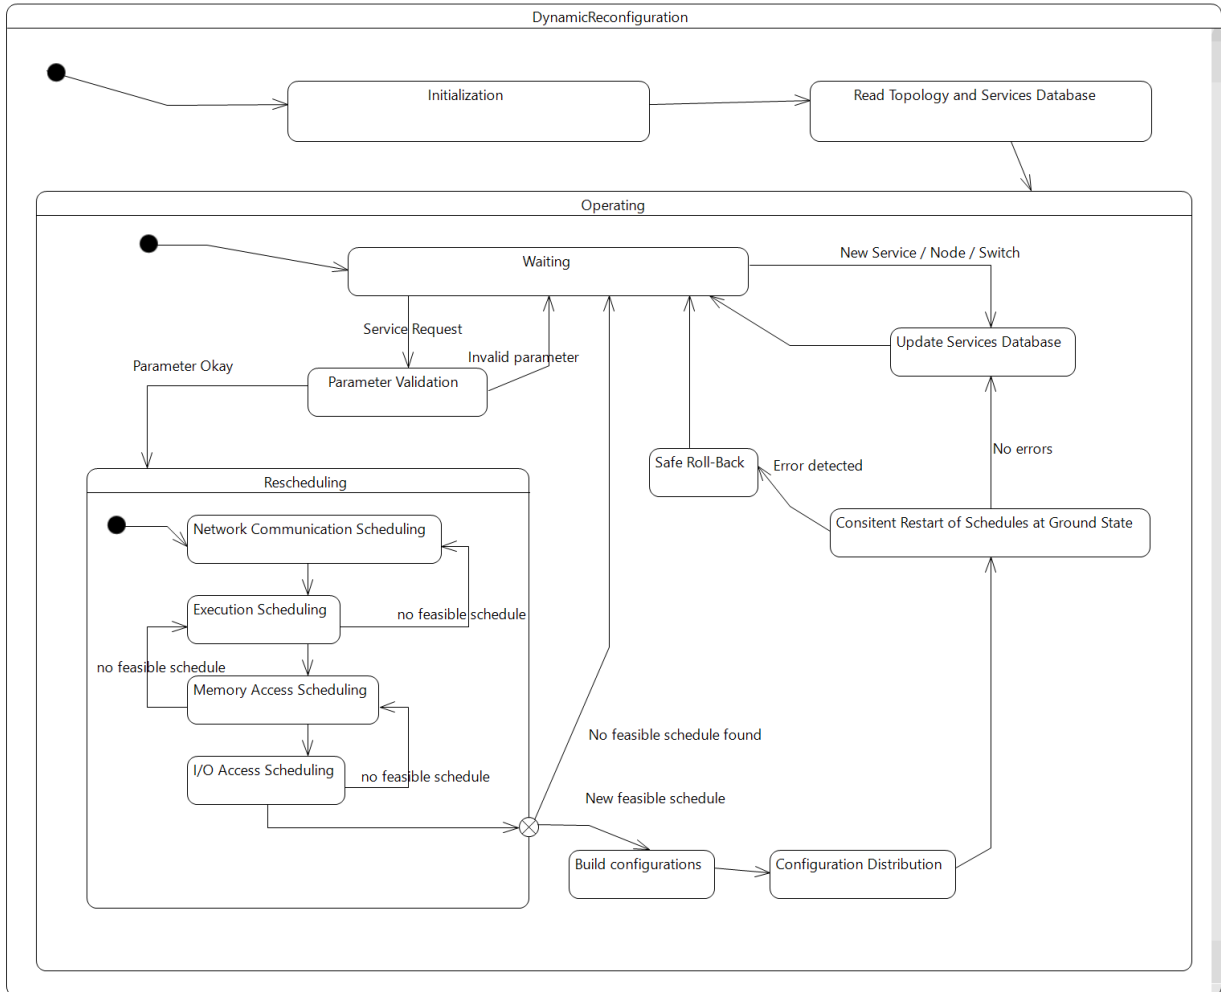 DynamicReconfiguration
Initialization
Read Topology and Services Database
Operating
Waiting
New Service / Node / Switch
Service Request
Update Services Database
Invalid parameter
Parameter Okay
Parameter Validation
No errors
Safe Roll-Back
Error detected
Rescheduling
Consitent Restart of Schedules at Ground State
Network Communication Scheduling
Execution Scheduling
no feasible schedule
no feasible schedule
Memory Access Scheduling
No feasible schedule found
I/O Access Scheduling
no feasible schedule
New feasible schedule
Build configurations
Configuration Distribution